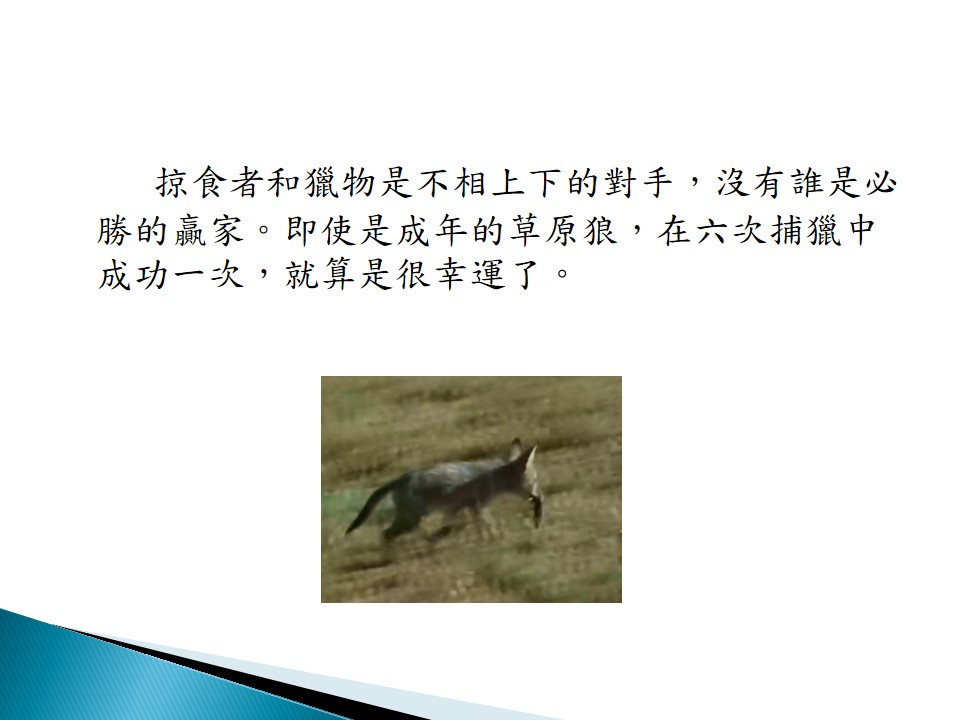 掠食者和獵物是不相上下的對手，沒有誰是必
勝的贏家。即使是成年的草原狼，在六次捕獵中
成功一次，就算是很幸運了。